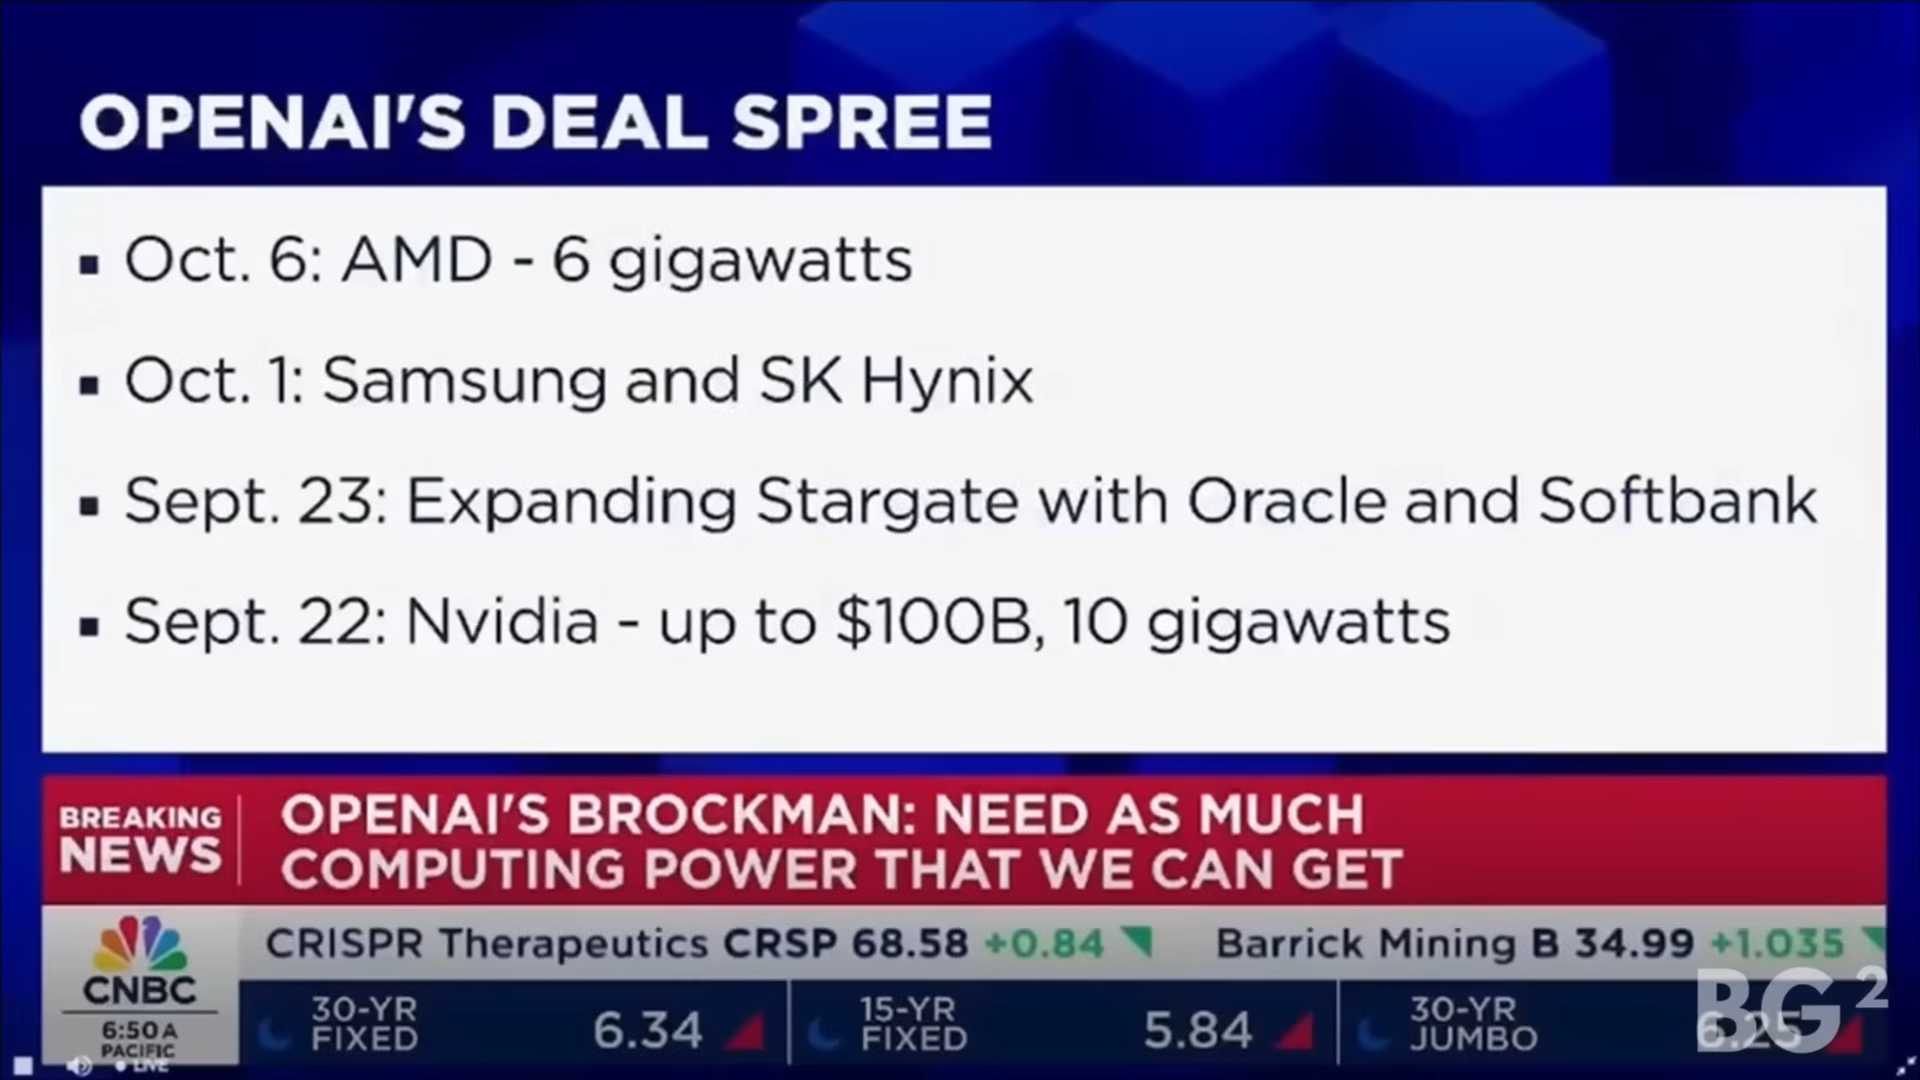 OPENAI'S DEAL SPREE
▪ Oct. 6: AMD - 6 gigawatts
▪ Oct. 1: Samsung and SK Hynix
▪ Sept. 23: Expanding Stargate with Oracle and Softbank
▪ Sept. 22: Nvidia - up to $100B, 10 gigawatts
BREAKING
NEWS
OPENAI'S BROCKMAN: NEED AS MUCH
COMPUTING POWER THAT WE CAN GET
CNBC
6:50A
PACIFIC
LIVE
CRISPR Therapeutics CRSP 68.58 +0.84 Barrick Mining B 34.99 +1.035
30-YR
FIXED
6.34
15-YR
FIXED
5.84
30-YR
JUMBO
6.25
BG2